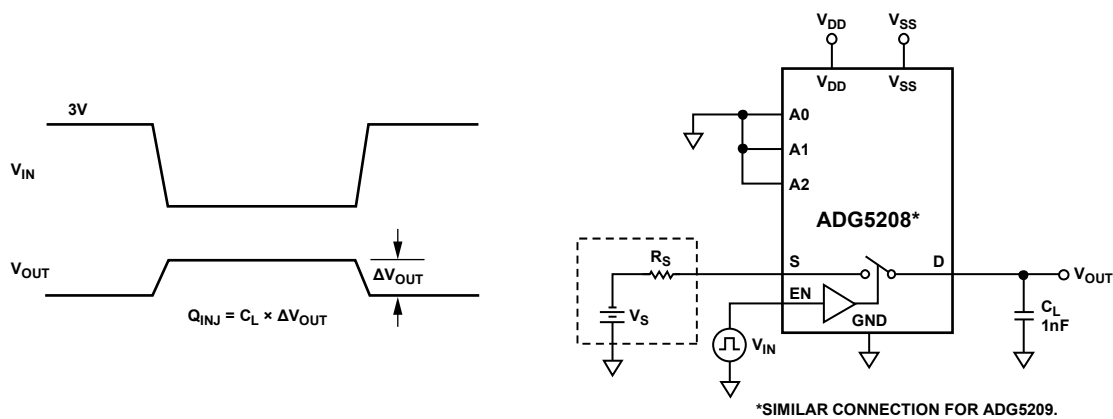 3V
V_IN
V_OUT
ΔV_OUT
Q_INJ = C_L × ΔV_OUT
V_DD
V_SS
V_DD
V_SS
A0
A1
A2
ADG5208*
R_S
S
D
V_OUT
EN
V_S
GND
C_L
1nF
V_IN
*SIMILAR CONNECTION FOR ADG5209.